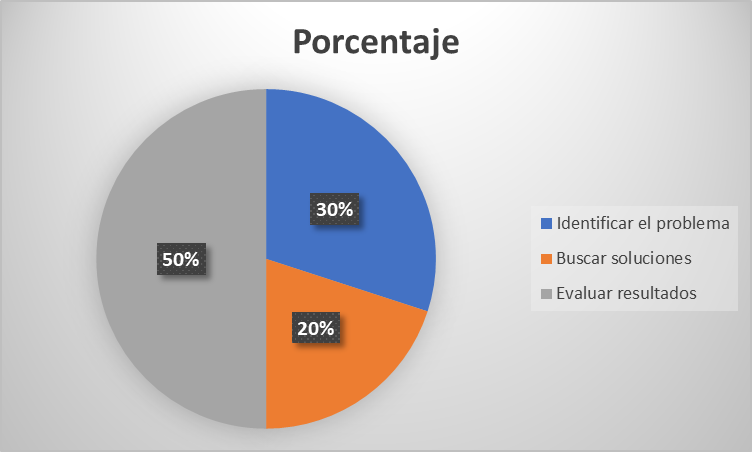 Porcentaje
30%
50%
20%
Identificar el problema
Buscar soluciones
Evaluar resultados